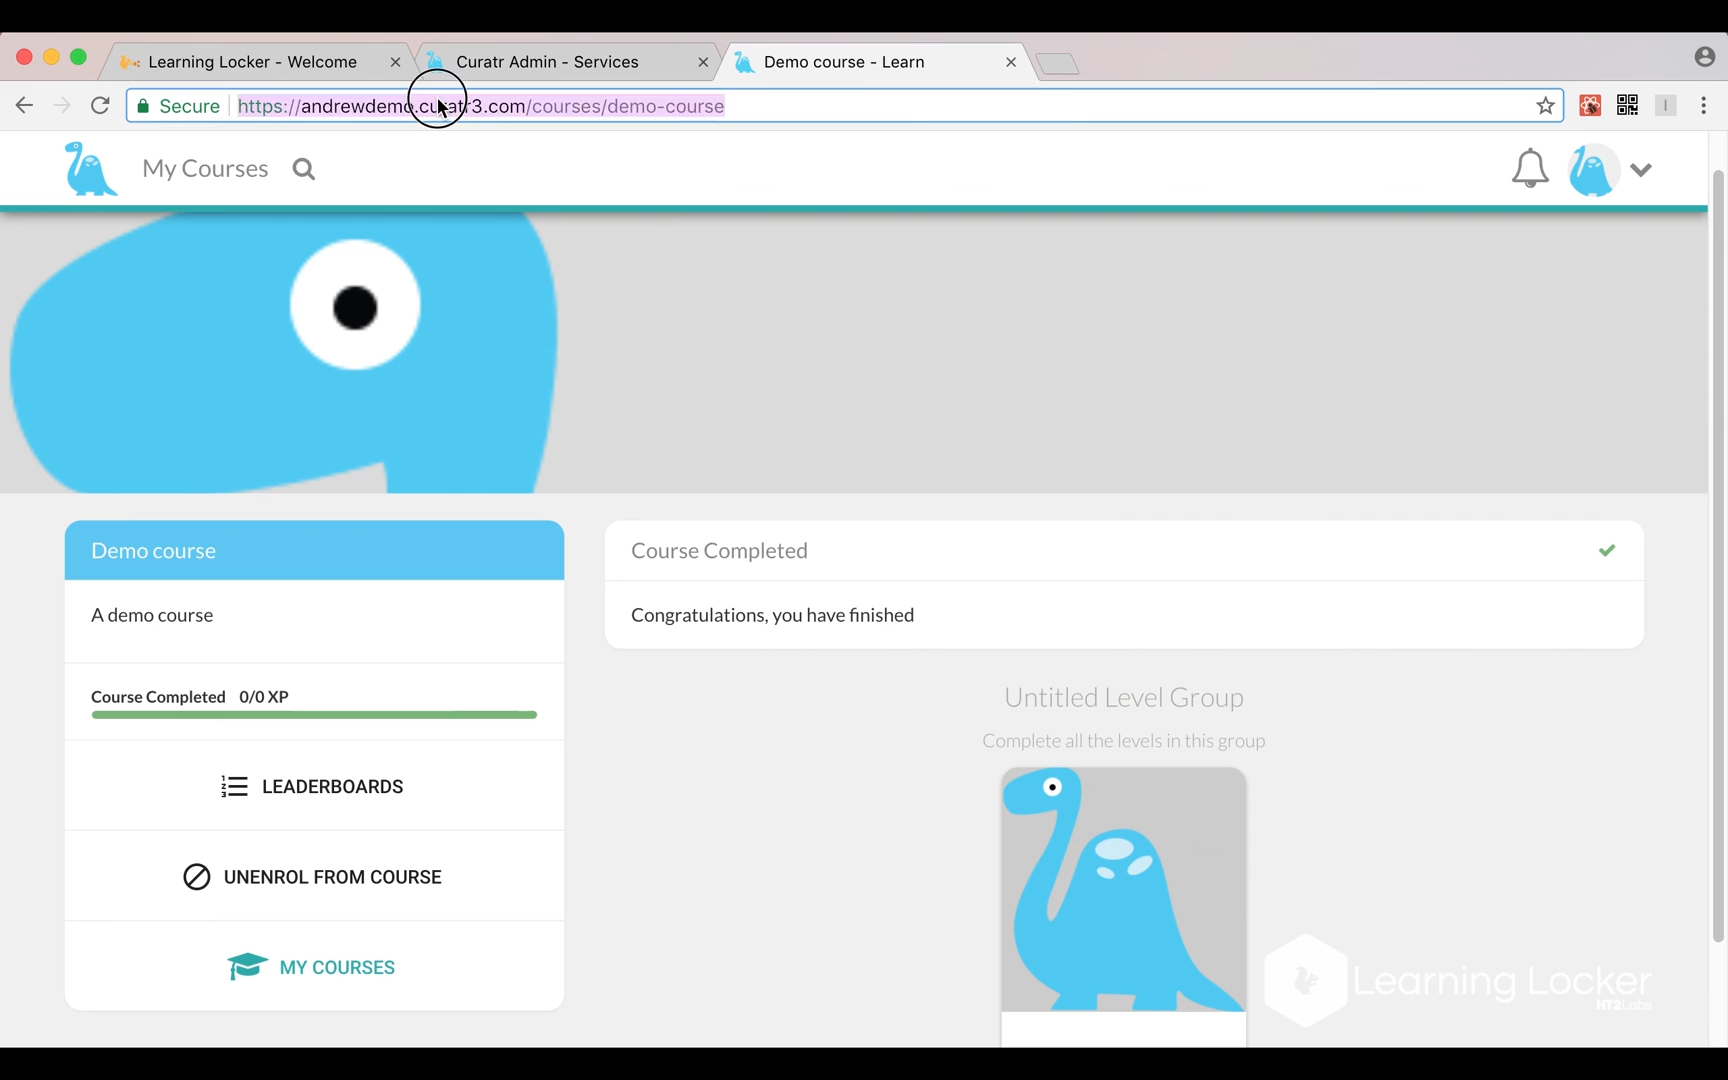 Learning Locker - Welcome
Curatr Admin - Services
Demo course - Learn
Secure
https://andrewdemo.curatr3.com/courses/demo-course
My Courses
Demo course
A demo course
Course Completed 0/0 XP
LEADERBOARDS
UNENROL FROM COURSE
MY COURSES
Course Completed
Congratulations, you have finished
Untitled Level Group
Complete all the levels in this group
Learning Locker
HT2Labs